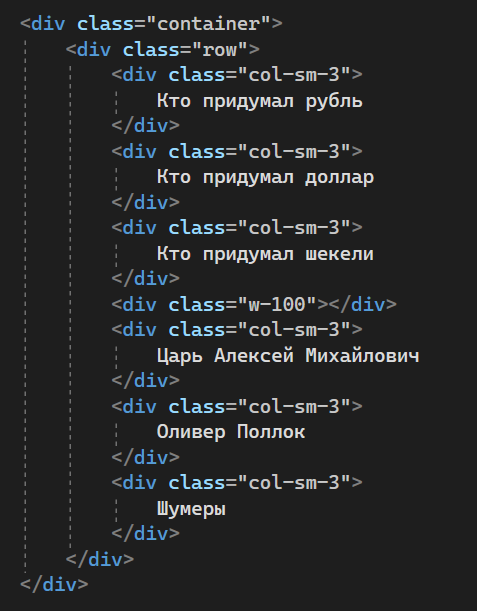 <div class="container">
<div class="row">
<div class="col-sm-3">
Кто придумал рубль
</div>
<div class="col-sm-3">
Кто придумал доллар
</div>
<div class="col-sm-3">
Кто придумал шекели
</div>
<div class="w-100"></div>
<div class="col-sm-3">
Царь Алексей Михайлович
</div>
<div class="col-sm-3">
Оливер Поллок
</div>
<div class="col-sm-3">
Шумеры
</div>
</div>
</div>